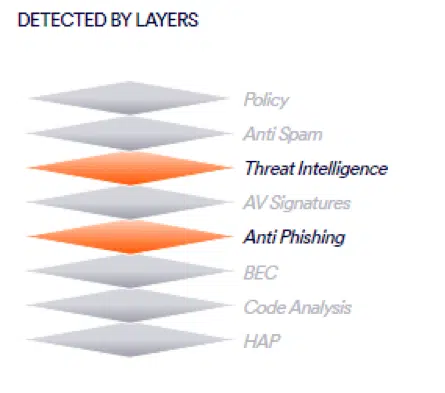 DETECTED BY LAYERS
Policy
Anti Spam
Threat Intelligence
AV Signatures
Anti Phishing
BEC
Code Analysis
HAP